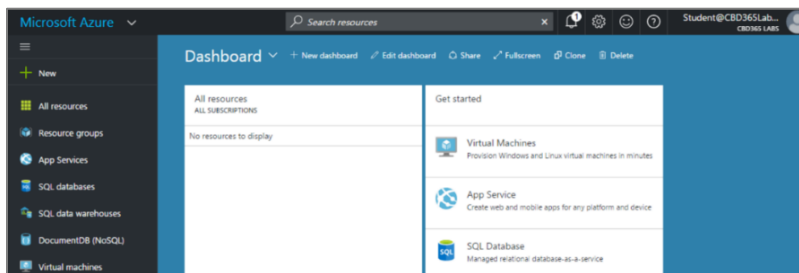 Microsoft Azure
Search resources
1
Student@CBD365Lab...
CBD365 LABS
New
All resources
Resource groups
App Services
SQL databases
SQL data warehouses
DocumentDB (NoSQL)
Virtual machines
Dashboard
New dashboard
Edit dashboard
Share
Fullscreen
Clone
Delete
All resources
ALL SUBSCRIPTIONS
No resources to display
Get started
Virtual Machines
Provision Windows and Linux virtual machines in minutes
App Service
Create web and mobile apps for any platform and device
SQL
SQL Database
Managed relational database-as-a-service